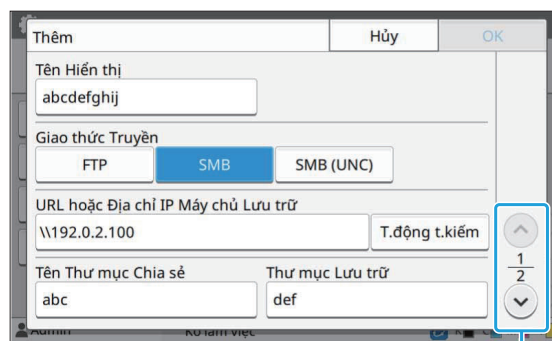 Thêm Hủy OK
Tên Hiển thị
abcdefghij
Giao thức Truyền
FTP SMB SMB (UNC)
URL hoặc Địa chỉ IP Máy chủ Lưu trữ
\\192.0.2.100 T.động t.kiếm
1
2
Tên Thư mục Chia sẻ Thư mục Lưu trữ
abc def
Admin